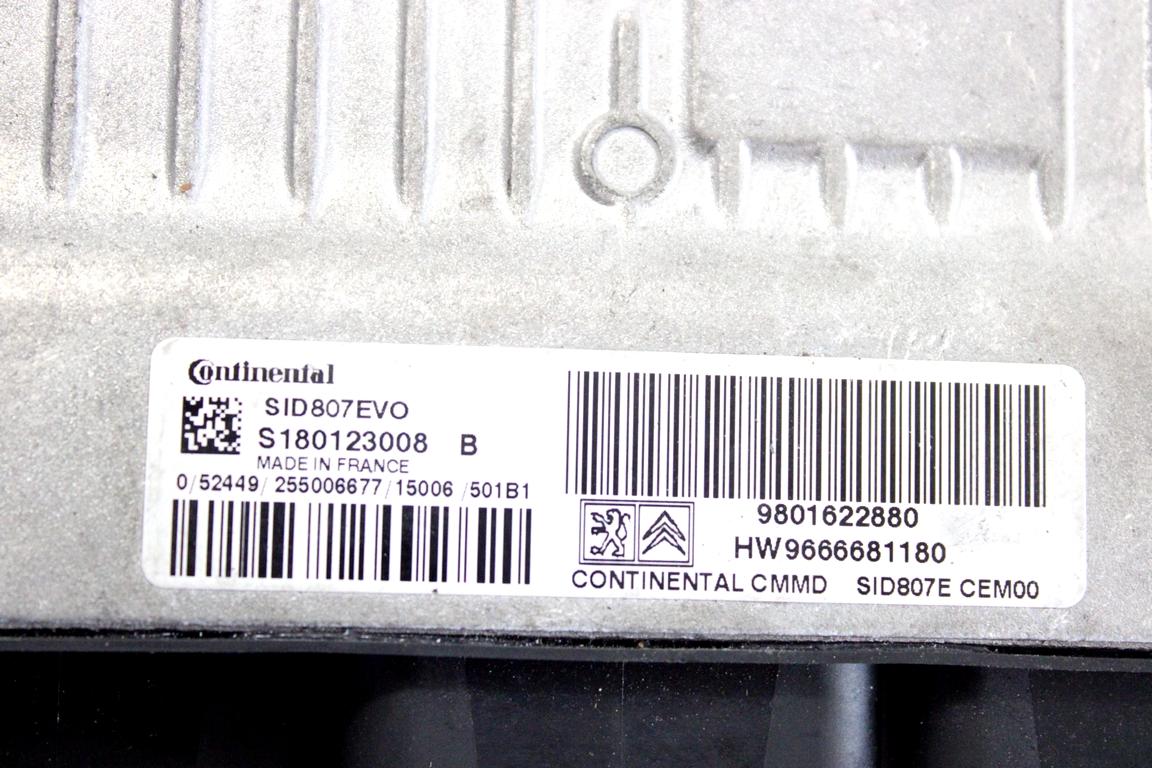 Continental
SID807EVO
S180123008 B
MADE IN FRANCE
0/52449/255006677/15006/501B1
9801622880
HW9666681180
CONTINENTAL CMMD SID807E CEM00